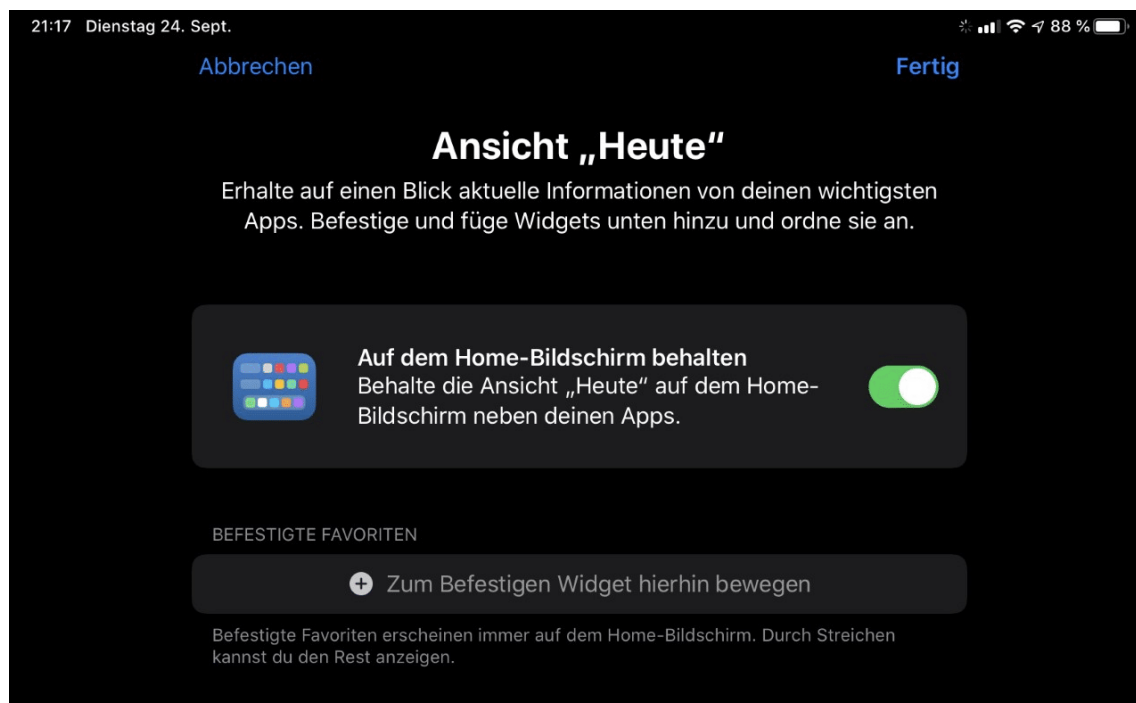 21:17 Dienstag 24. Sept. 88 %
Abbrechen Fertig
Ansicht „Heute“
Erhalte auf einen Blick aktuelle Informationen von deinen wichtigsten
Apps. Befestige und füge Widgets unten hinzu und ordne sie an.
Auf dem Home-Bildschirm behalten
Behalte die Ansicht „Heute“ auf dem Home-
Bildschirm neben deinen Apps.
BEFESTIGTE FAVORITEN
Zum Befestigen Widget hierhin bewegen
Befestigte Favoriten erscheinen immer auf dem Home-Bildschirm. Durch Streichen
kannst du den Rest anzeigen.